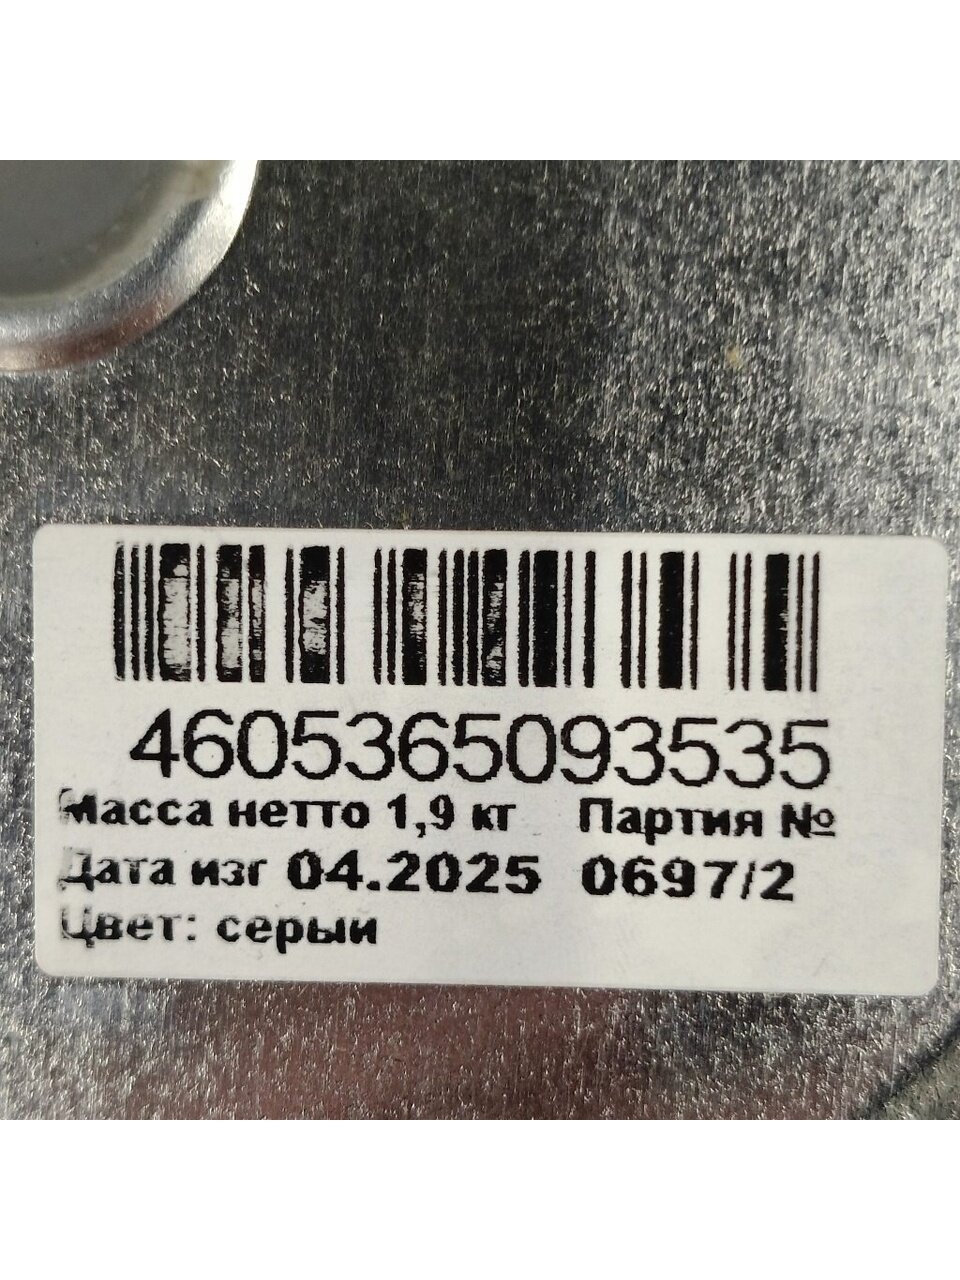 4605365093535
Масса нетто 1,9 кг Партия №
Дата изг 04.2025 0697/2
Цвет: серый